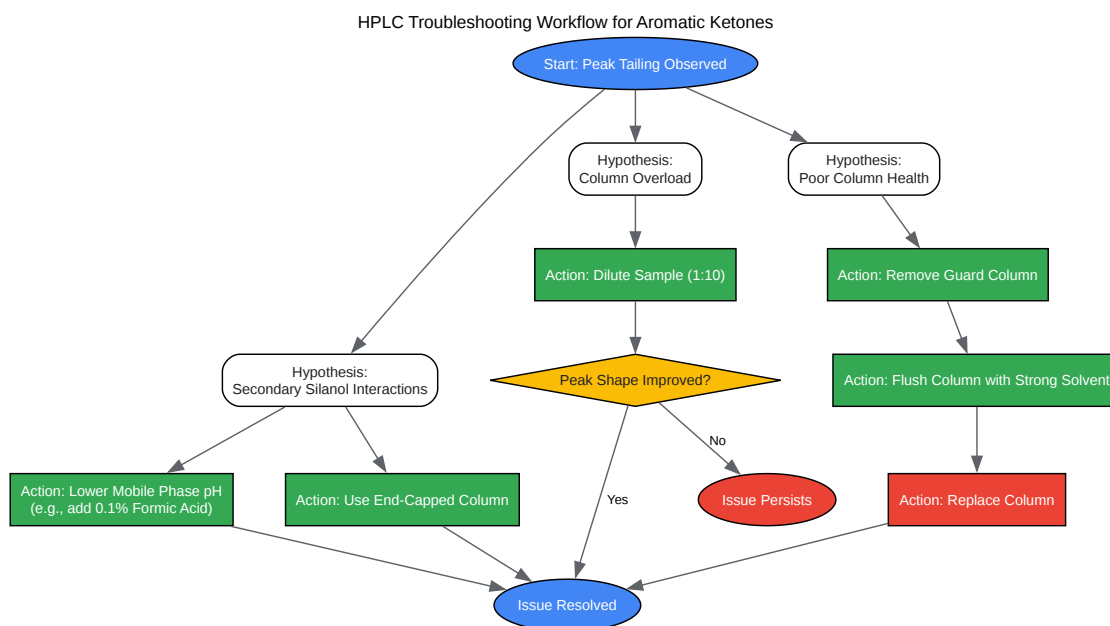 HPLC Troubleshooting Workflow for Aromatic Ketones
Start: Peak Tailing Observed
Hypothesis:
Column Overload
Hypothesis:
Poor Column Health
Action: Dilute Sample (1:10)
Action: Remove Guard Column
Hypothesis:
Secondary Silanol Interactions
Peak Shape Improved?
Action: Flush Column with Strong Solvent
No
Yes
Action: Lower Mobile Phase pH
(e.g., add 0.1% Formic Acid)
Action: Use End-Capped Column
Issue Persists
Action: Replace Column
Issue Resolved